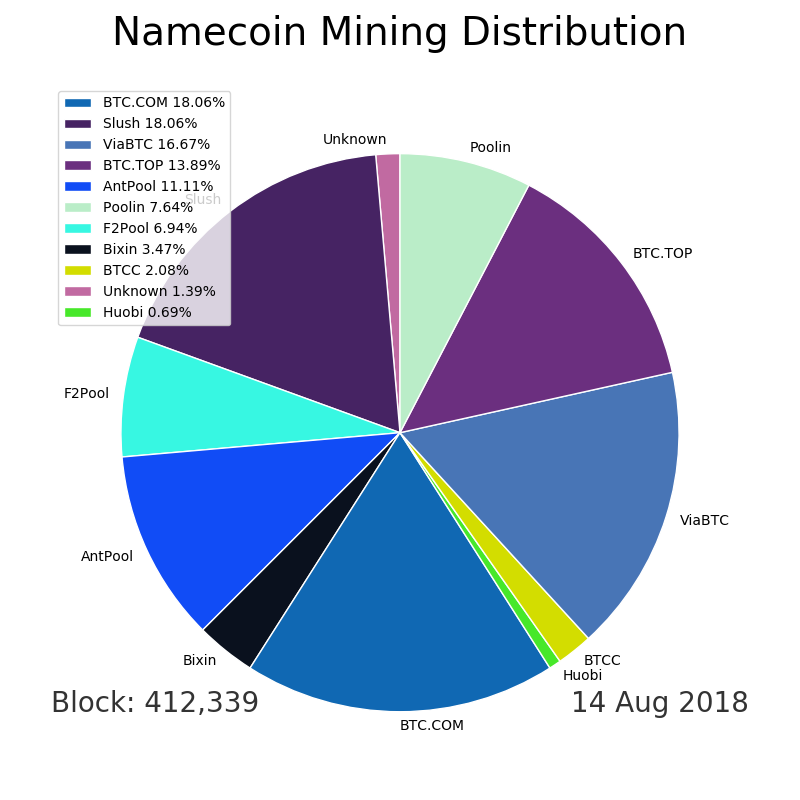 Namecoin Mining Distribution
BTC.COM 18.06%
Slush 18.06%
ViaBTC 16.67%
BTC.TOP 13.89%
AntPool 11.11%
Poolin 7.64%
F2Pool 6.94%
Bixin 3.47%
BTCC 2.08%
Unknown 1.39%
Huobi 0.69%
Unknown
Poolin
Slush
BTC.TOP
F2Pool
ViaBTC
AntPool
Bixin
BTCC
Huobi
Block: 412,339
14 Aug 2018
BTC.COM